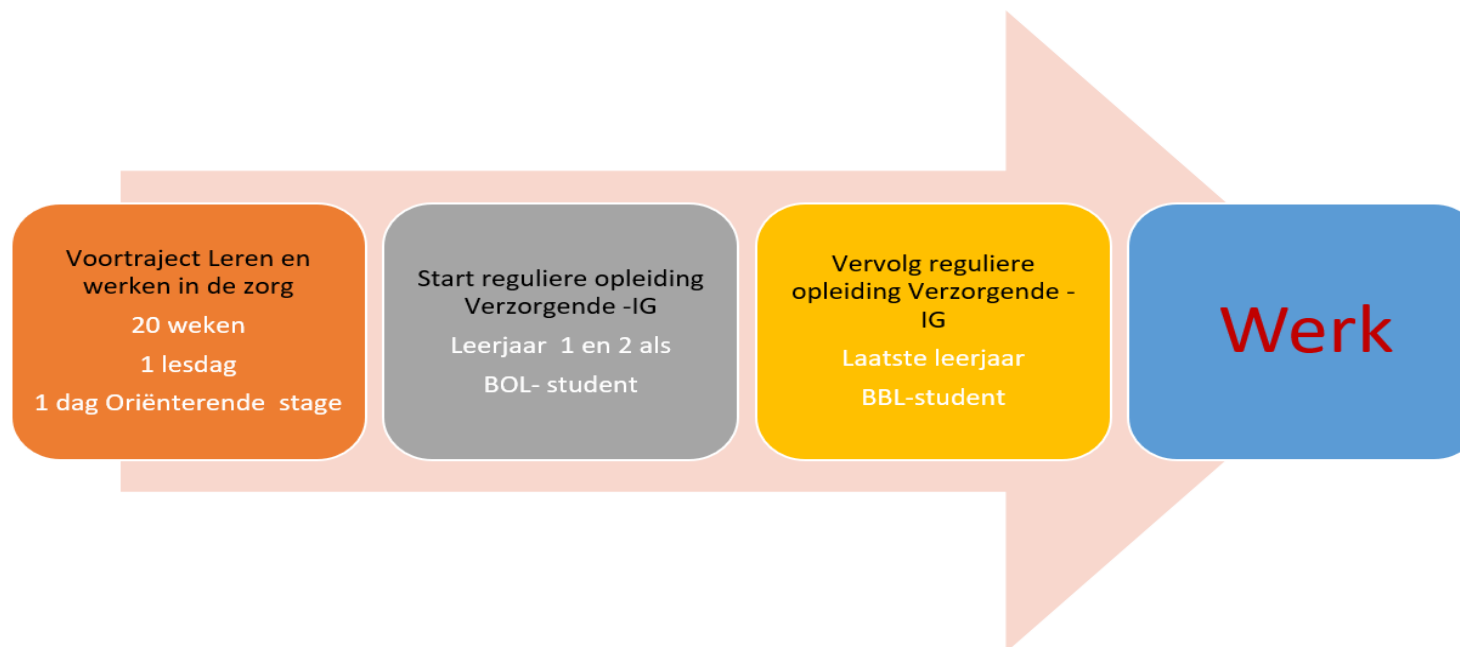 Voortraject Leren en
werken in de zorg
20 weken
1 lesdag
1 dag Oriënterende stage
Start reguliere opleiding
Verzorgende -IG
Leerjaar 1 en 2 als
BOL- student
Vervolg reguliere
opleiding Verzorgende -
IG
Laatste leerjaar
BBL-student
Werk